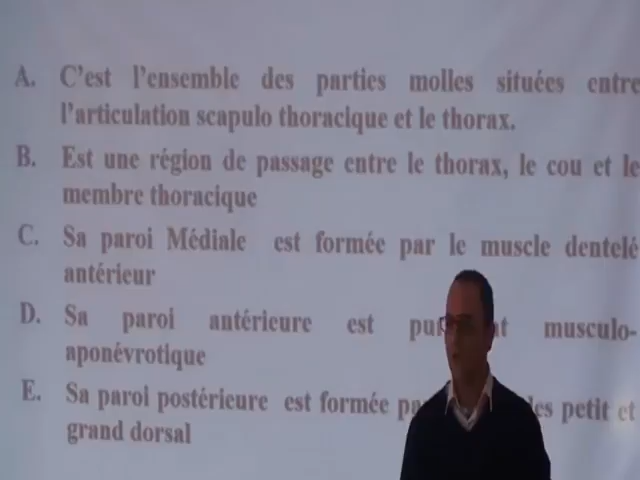 A. C'est l'ensemble des parties molles situées entre
l'articulation scapulo thoracique et le thorax.
B. Est une région de passage entre le thorax, le cou et le
membre thoracique
C. Sa paroi Médiale est formée par le muscle dentelé
antérieur
D. Sa paroi antérieure est musculo-
aponévrotique
E. Sa paroi postérieure est formée petit et
grand dorsal